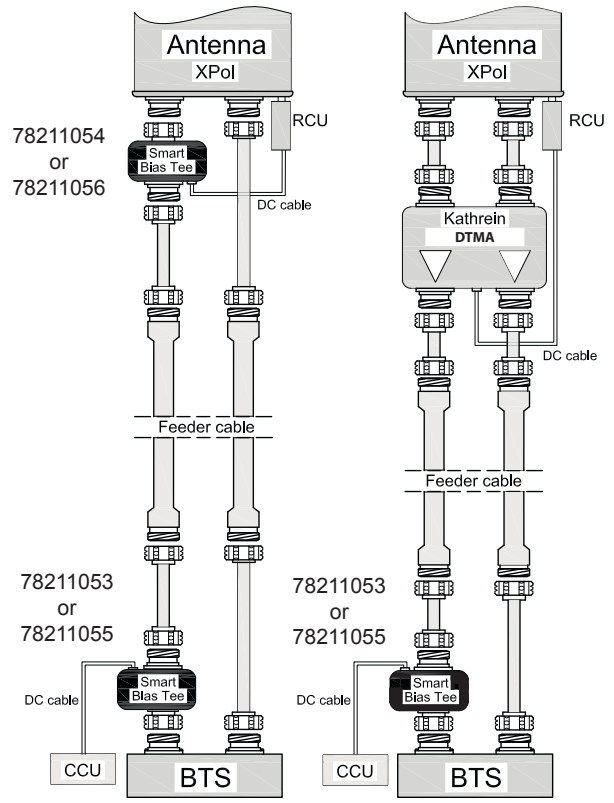 Antenna
XPol
RCU
78211054
or
78211056
Smart
Bias Tee
DC cable
Feeder cable
78211053
or
78211055
Smart
Bias Tee
DC cable
CCU
BTS
Antenna
XPol
RCU
Kathrein
DTMA
DC cable
Feeder cable
78211053
or
78211055
Smart
Bias Tee
DC cable
CCU
BTS